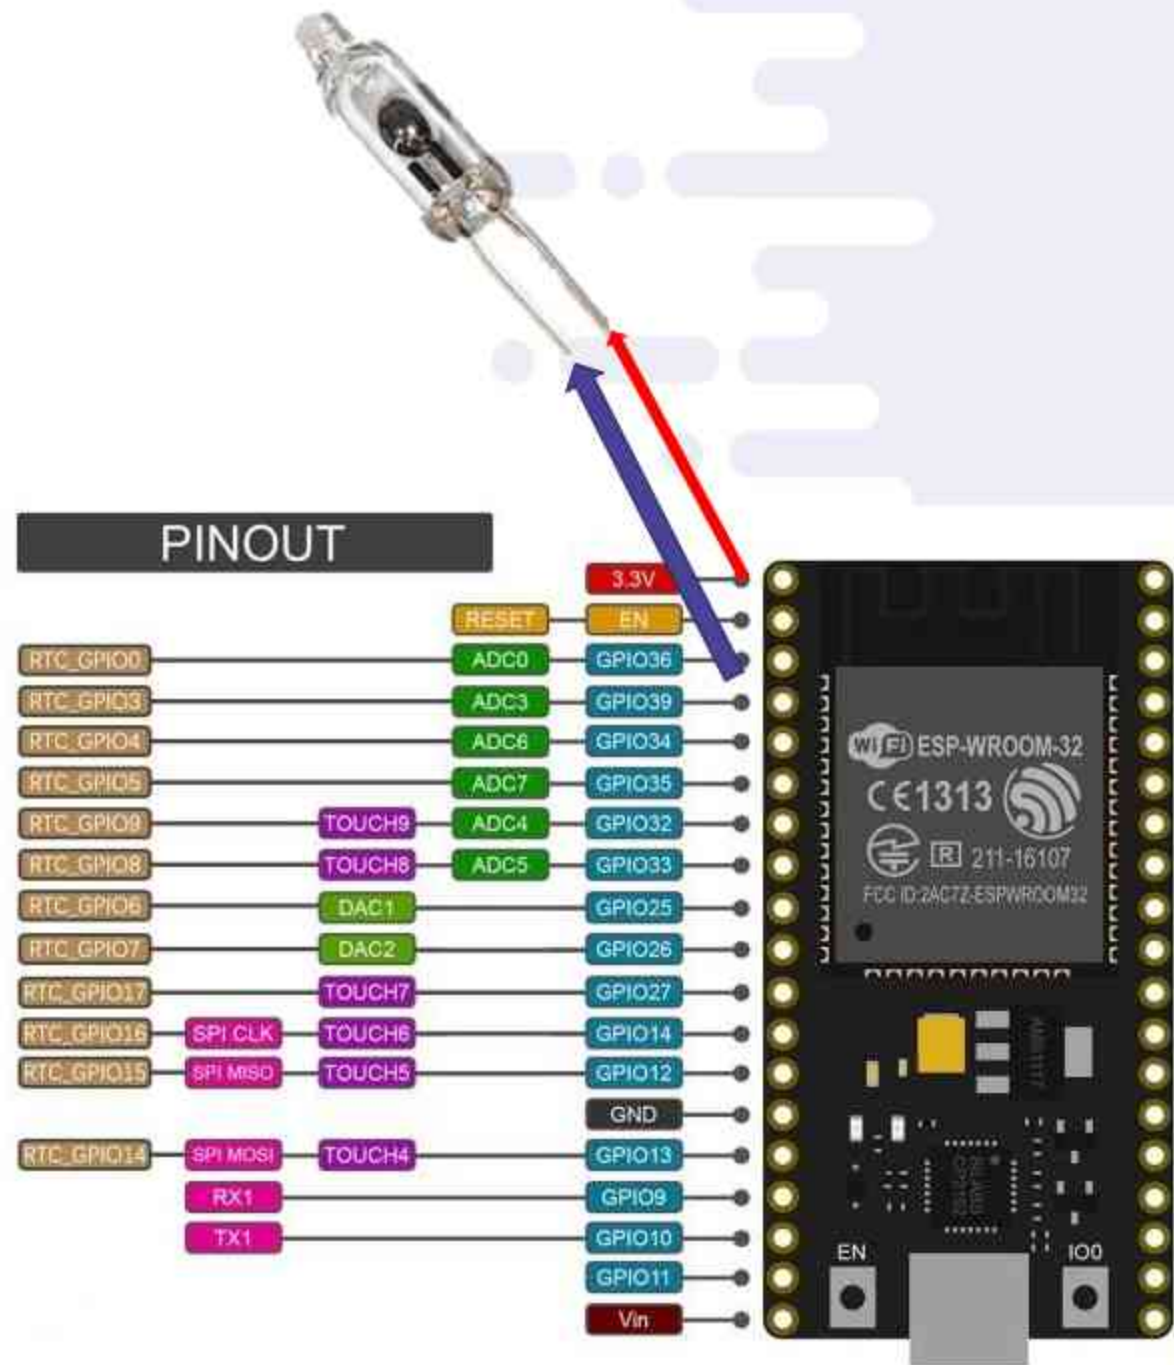 PINOUT
3.3V
RESET EN
RTC_GPIO0 ADC0 GPIO36
RTC_GPIO3 ADC3 GPIO39
RTC_GPIO4 ADC6 GPIO34
RTC_GPIO5 ADC7 GPIO35
RTC_GPIO9 TOUCH9 ADC4 GPIO32
RTC_GPIO8 TOUCH8 ADC5 GPIO33
RTC_GPIO6 DAC1 GPIO25
RTC_GPIO7 DAC2 GPIO26
RTC_GPIO17 TOUCH7 GPIO27
RTC_GPIO16 SPI CLK TOUCH6 GPIO14
RTC_GPIO15 SPI MISO TOUCH5 GPIO12
GND
RTC_GPIO14 SPI MOSI TOUCH4 GPIO13
RX1 GPIO9
TX1 GPIO10
GPIO11
Vin
WiFi ESP-WROOM-32
CE1313
R 211-16107
FCC ID:2AC7Z-ESPWROOM32
EN IO0